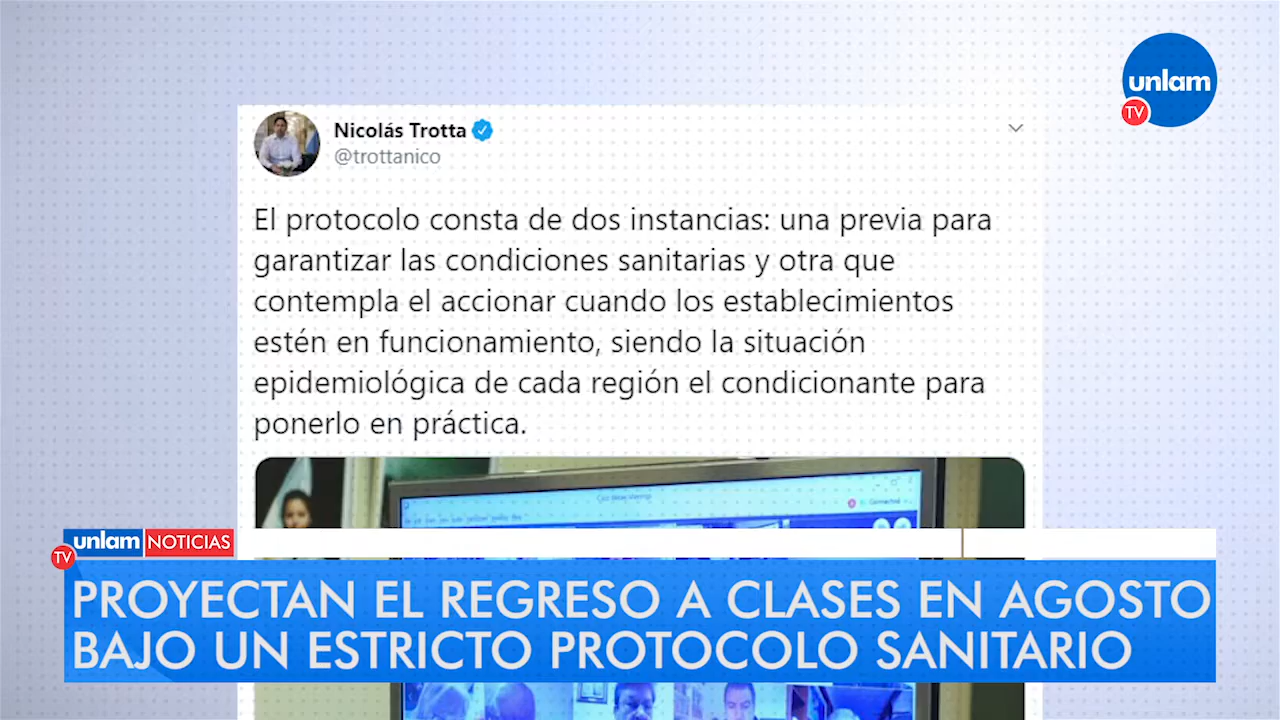 unlam
TV
Nicolás Trotta
@trottanico
El protocolo consta de dos instancias: una previa para
garantizar las condiciones sanitarias y otra que
contempla el accionar cuando los establecimientos
estén en funcionamiento, siendo la situación
epidemiológica de cada región el condicionante para
ponerlo en práctica.
Connected
unlam NOTICIAS
TV
PROYECTAN EL REGRESO A CLASES EN AGOSTO
BAJO UN ESTRICTO PROTOCOLO SANITARIO